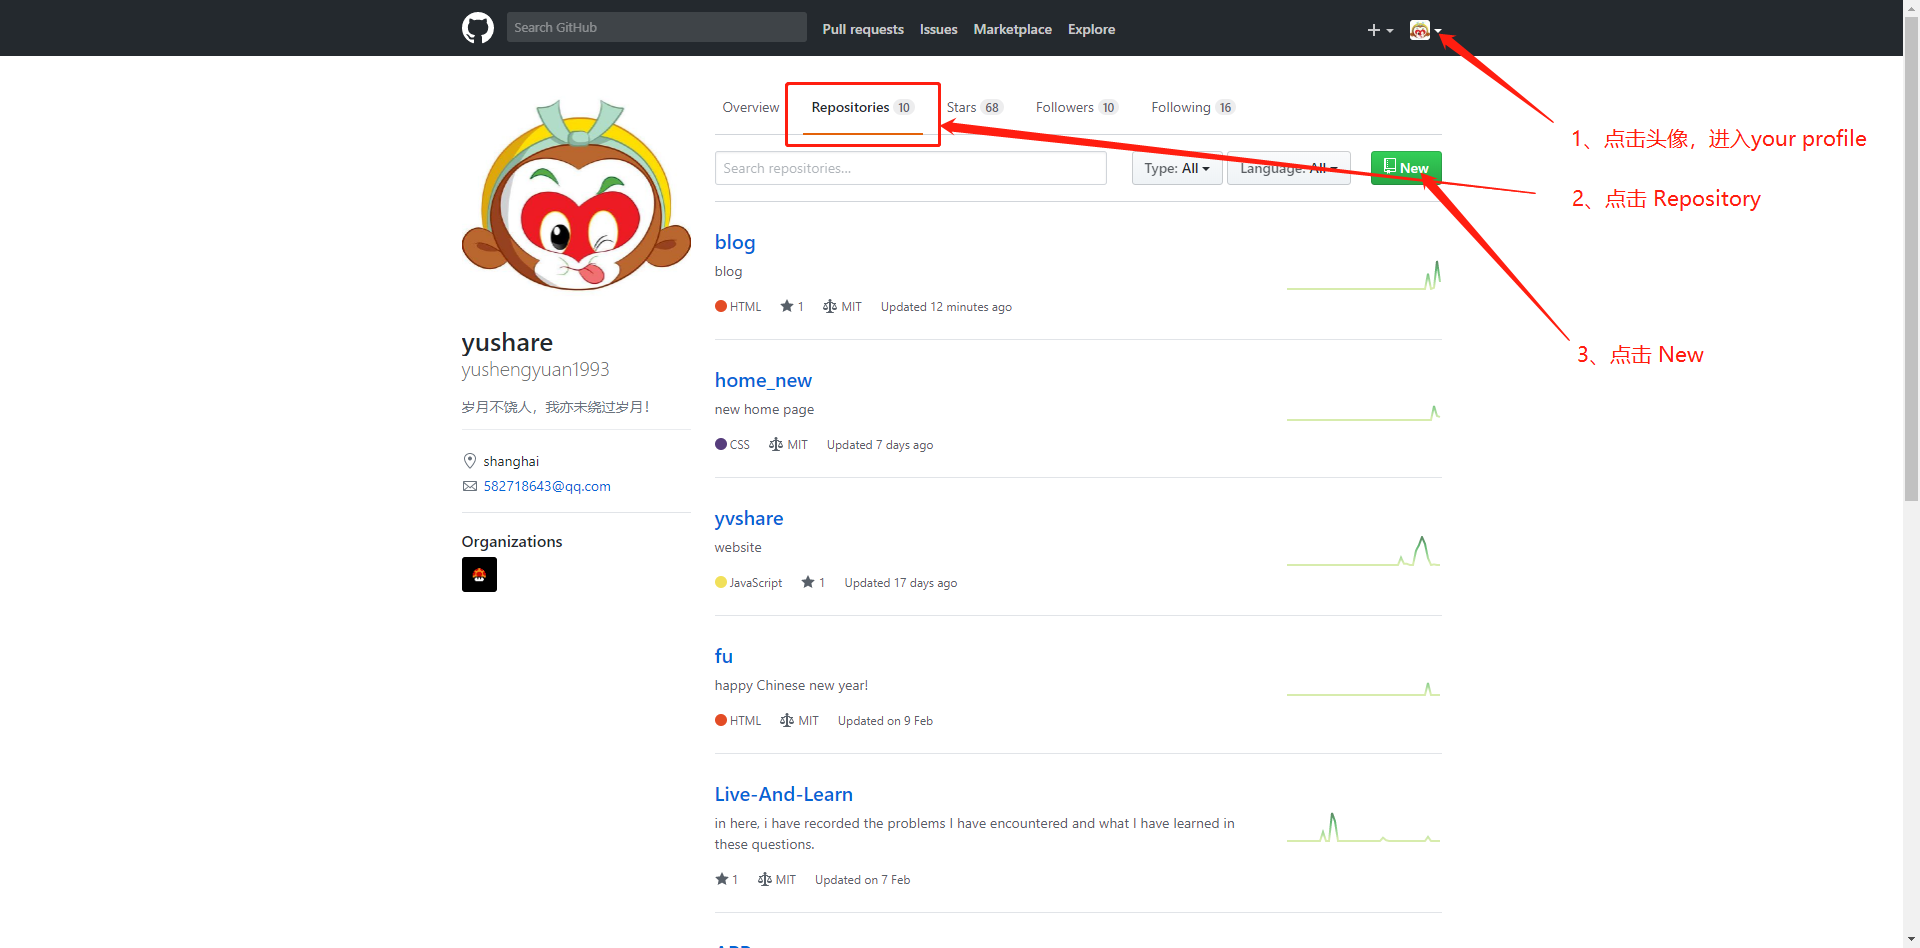 Search GitHub
Pull requests
Issues
Marketplace
Explore
Overview
Repositories 10
Stars 68
Followers 10
Following 16
1、点击头像，进入your profile
Search repositories...
Type: All
Language: All
New
2、点击 Repository
3、点击 New
yushare
yushengyuan1993
岁月不饶人，我亦未绕过岁月！
shanghai
582718643@qq.com
Organizations
blog
blog
HTML 1 MIT Updated 12 minutes ago
home_new
new home page
CSS MIT Updated 7 days ago
yvshare
website
JavaScript 1 Updated 17 days ago
fu
happy Chinese new year!
HTML MIT Updated on 9 Feb
Live-And-Learn
in here, i have recorded the problems I have encountered and what I have learned in
these questions.
1 MIT Updated on 7 Feb